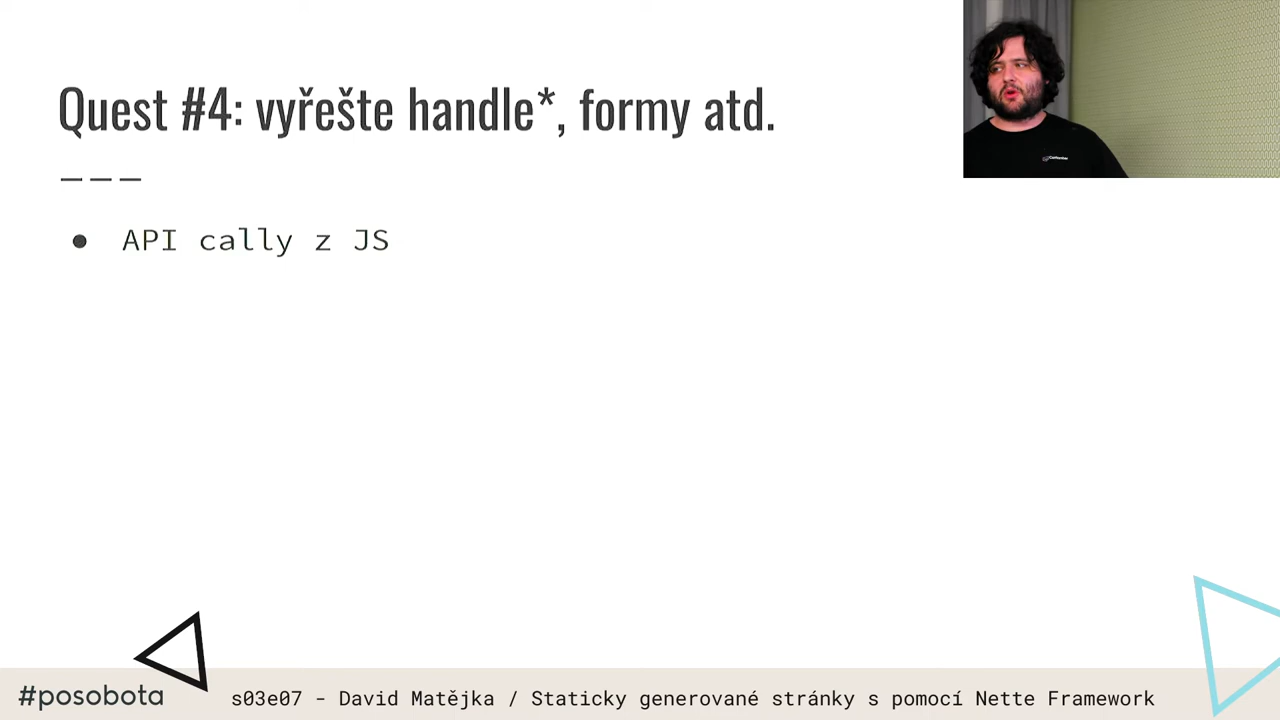 Quest #4: vyřešte handle*, formy atd.
● API cally z JS
#posobota
s03e07 - David Matějka / Staticky generované stránky s pomocí Nette Framework